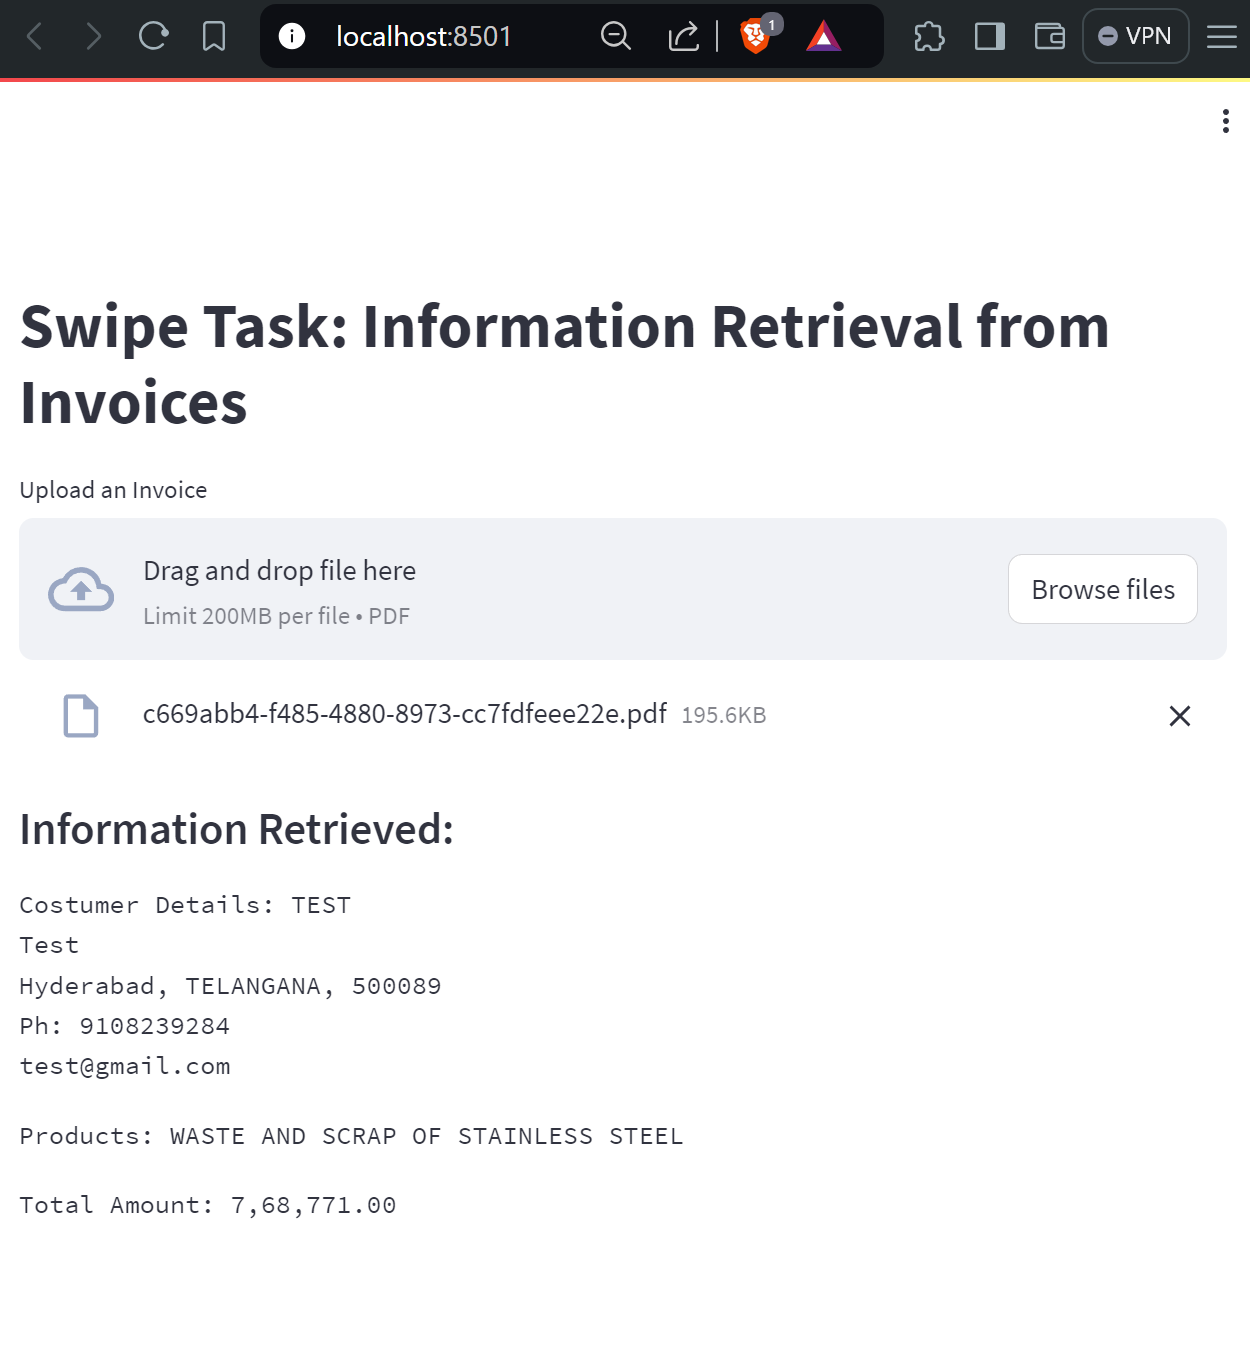 localhost:8501
1
VPN
Swipe Task: Information Retrieval from
Invoices
Upload an Invoice
Drag and drop file here
Limit 200MB per file • PDF
Browse files
c669abb4-f485-4880-8973-cc7fdfeee22e.pdf 195.6KB
Information Retrieved:
Costumer Details: TEST
Test
Hyderabad, TELANGANA, 500089
Ph: 9108239284
test@gmail.com
Products: WASTE AND SCRAP OF STAINLESS STEEL
Total Amount: 7,68,771.00